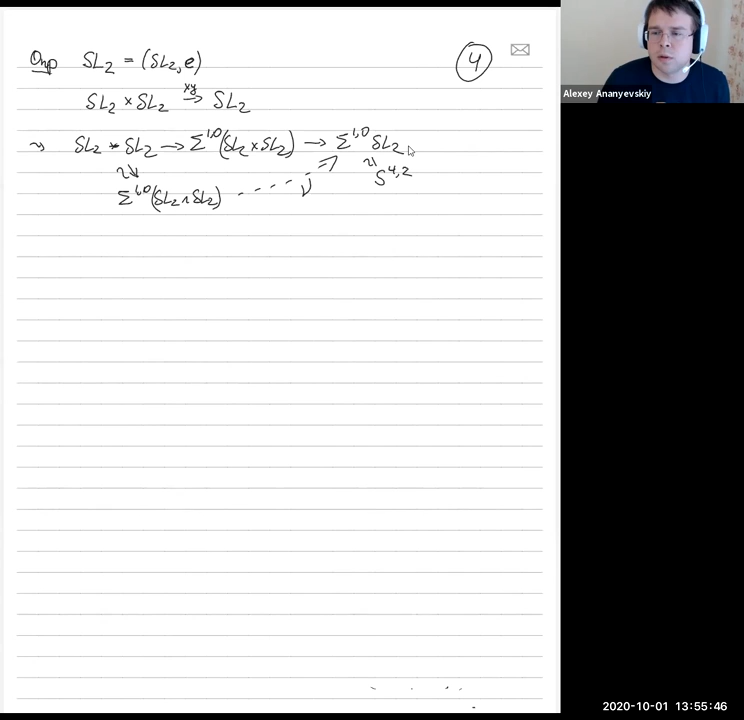 Опр SL₂ = (SL₂, e)
④
SL₂ × SL₂ →^{xy} SL₂
⇝ SL₂ * SL₂ → Σ^{1,0}(SL₂ × SL₂) → Σ^{1,0} SL₂
S^{4,2}
Σ^{1,0}(SL₂ ∧ SL₂) ν
Alexey Ananyevskiy
2020-10-01 13:55:46